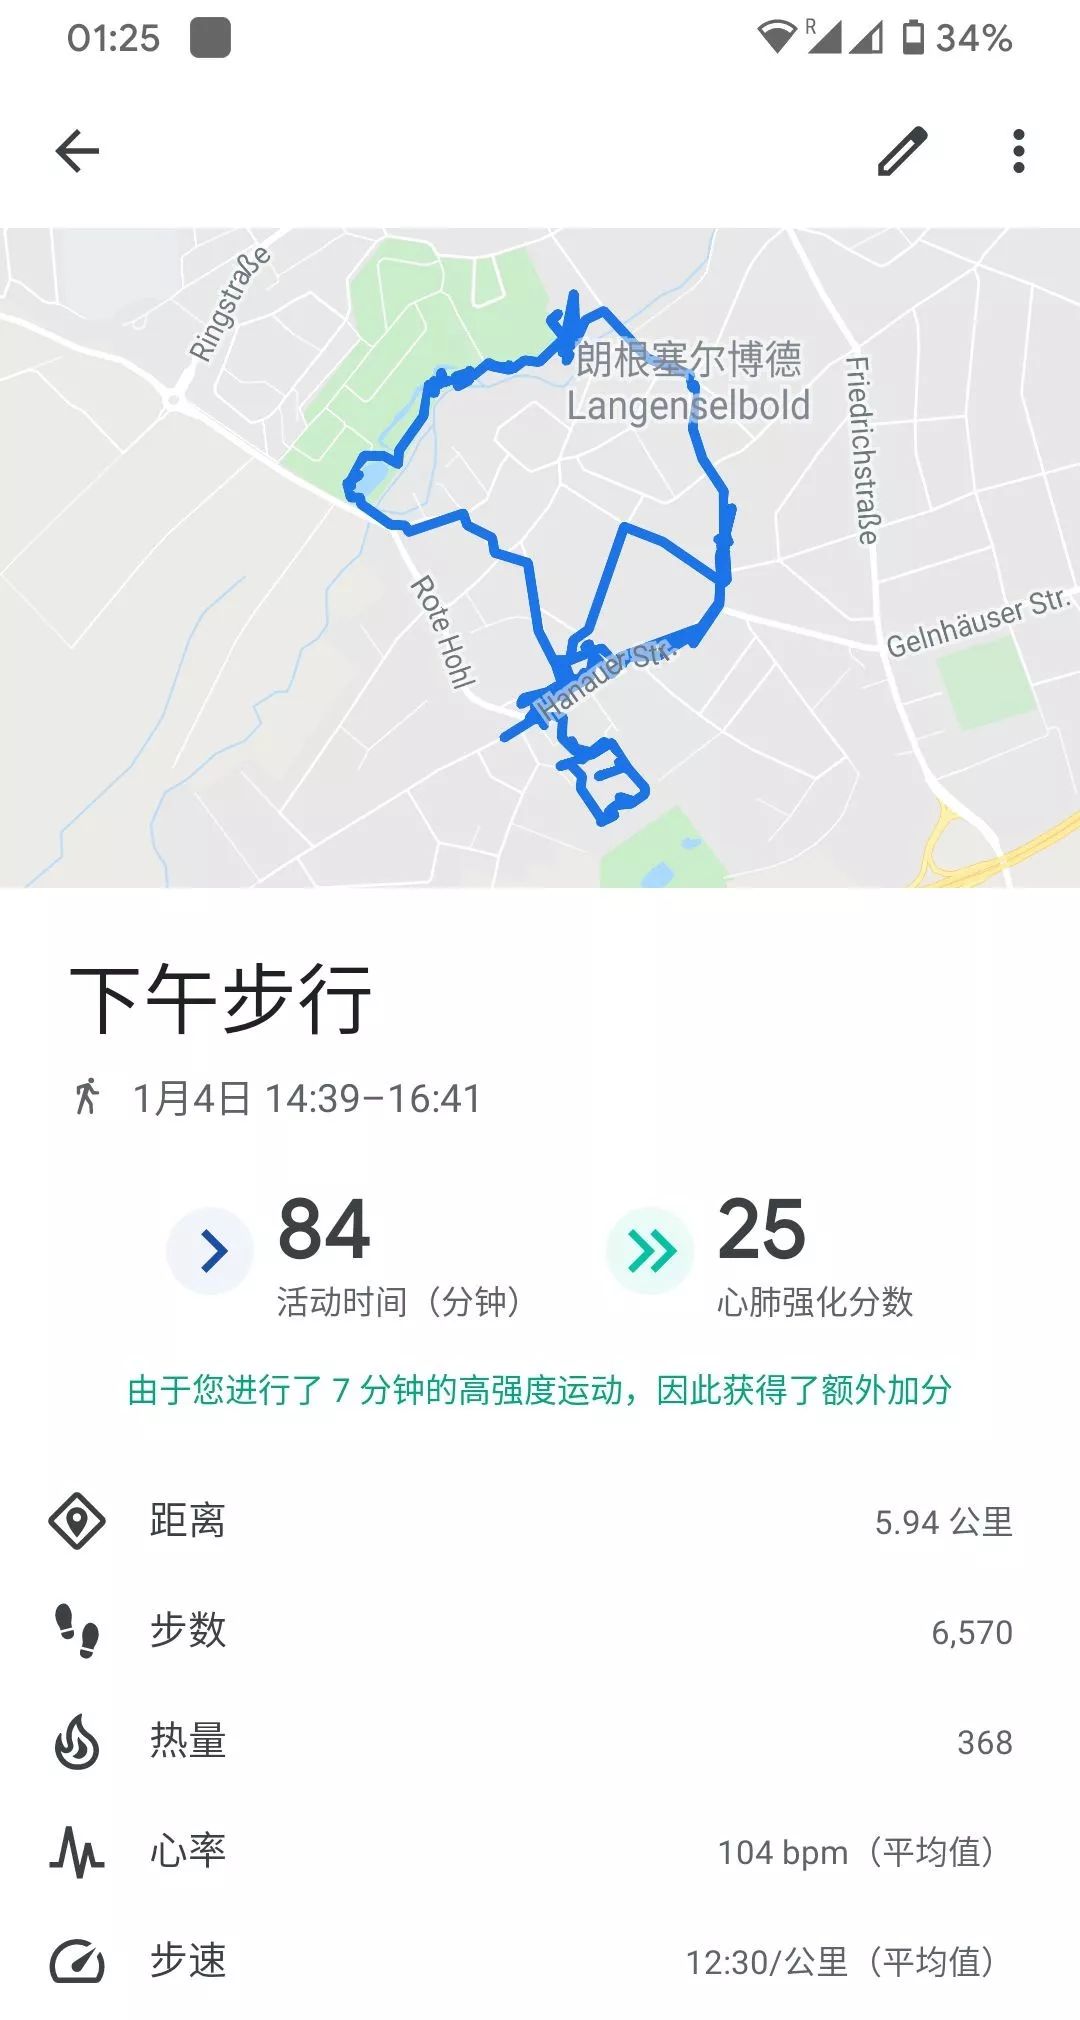 01:25
R
34%
Ringstraße
朗根塞尔博德
Langenselbold
Friedrichstraße
Rote Hohl
Gelnhäuser Str.
Hanauer Str.
下午步行
1月4日 14:39–16:41
84
活动时间（分钟）
25
心肺强化分数
由于您进行了 7 分钟的高强度运动，因此获得了额外加分
距离
5.94 公里
步数
6,570
热量
368
心率
104 bpm（平均值）
步速
12:30/公里（平均值）